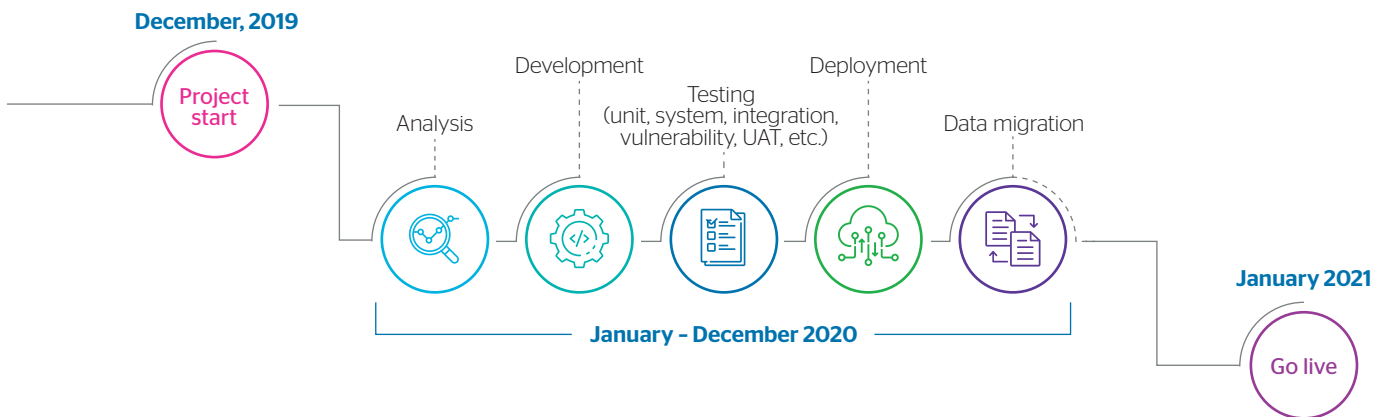 December, 2019
Project
start
Analysis
Development
Testing
(unit, system, integration,
vulnerability, UAT, etc.)
Deployment
Data migration
</>
January – December 2020
January 2021
Go live